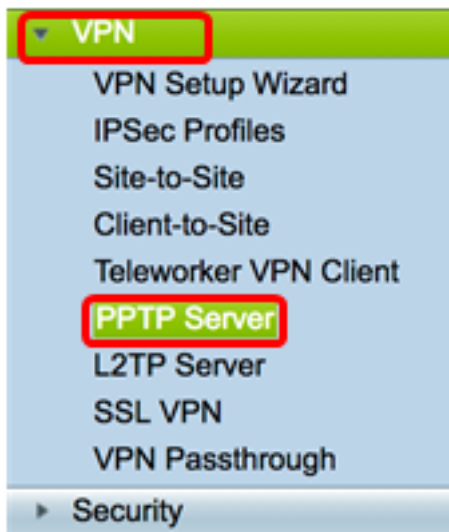 VPN
VPN Setup Wizard
IPSec Profiles
Site-to-Site
Client-to-Site
Teleworker VPN Client
PPTP Server
L2TP Server
SSL VPN
VPN Passthrough
Security